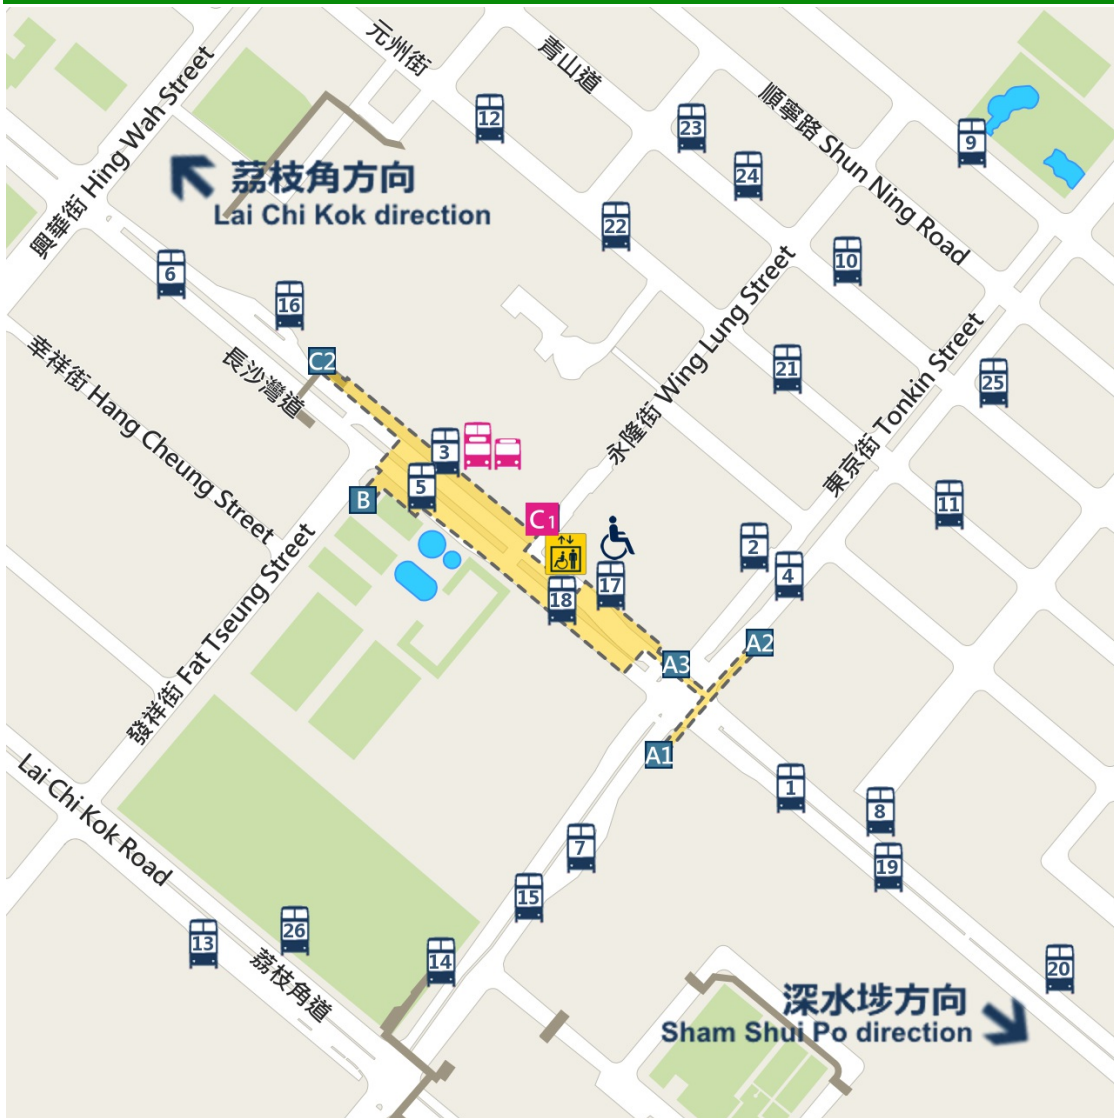 元州街
青山道
順寧路 Shun Ning Road
興華街 Hing Wah Street
12
23
9
24
荔枝角方向
Lai Chi Kok direction
22
10
6
16
C2
長沙灣道
幸祥街 Hang Cheung Street
永隆街 Wing Lung Street
東京街 Tonkin Street
21
25
3
5
B
C1
11
2
4
17
18
發祥街 Fat Tseung Street
A3
A2
A1
1
8
19
7
15
Lai Chi Kok Road
荔枝角道
13
26
14
20
深水埗方向
Sham Shui Po direction